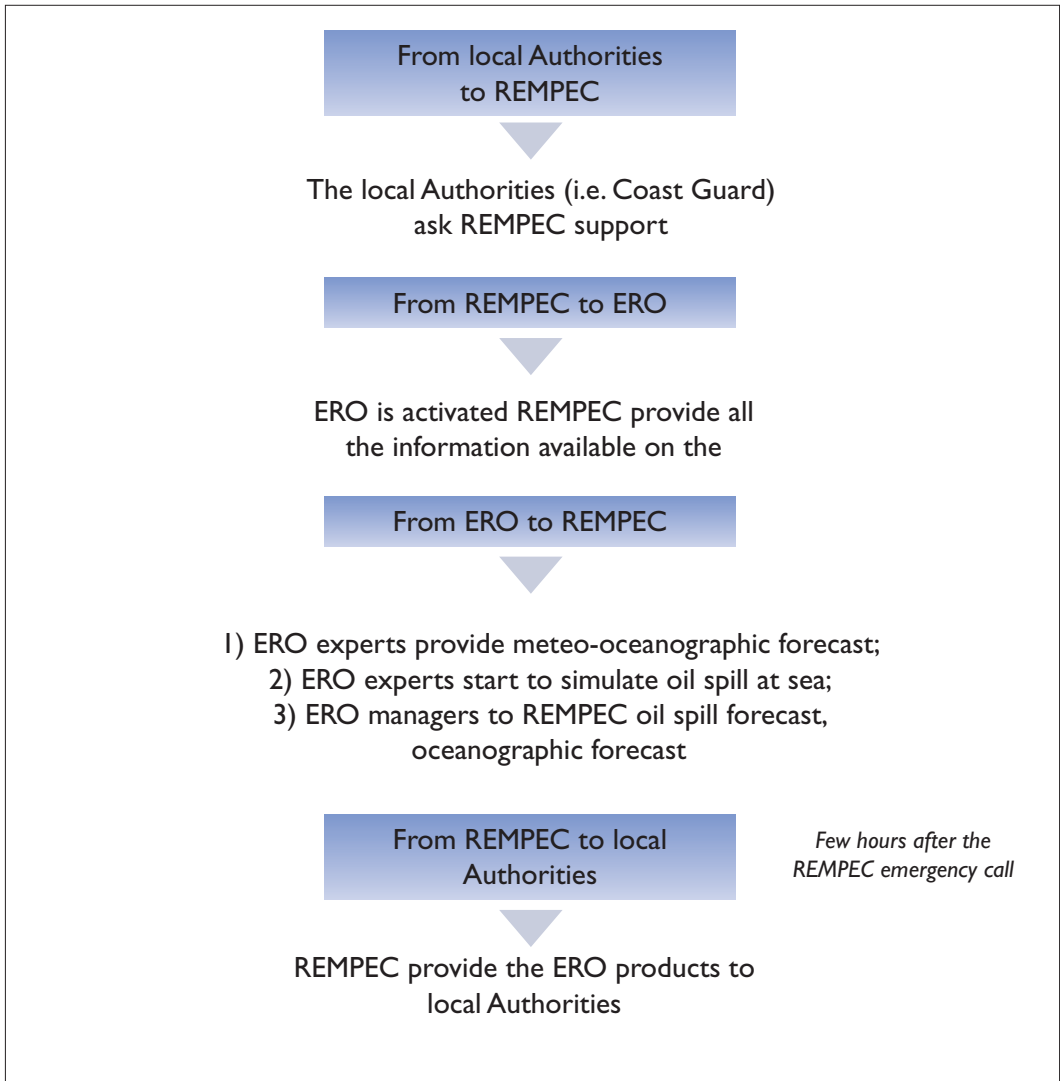 From local Authorities
to REMPEC
The local Authorities (i.e. Coast Guard)
ask REMPEC support
From REMPEC to ERO
ERO is activated REMPEC provide all
the information available on the
From ERO to REMPEC
1) ERO experts provide meteo-oceanographic forecast;
2) ERO experts start to simulate oil spill at sea;
3) ERO managers to REMPEC oil spill forecast,
oceanographic forecast
From REMPEC to local
Authorities
Few hours after the
REMPEC emergency call
REMPEC provide the ERO products to
local Authorities